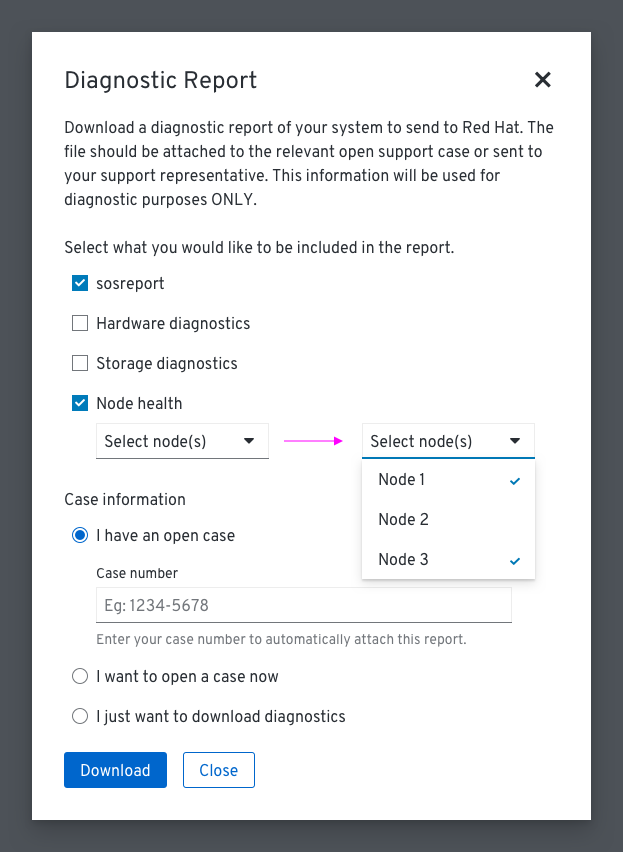 Diagnostic Report
Download a diagnostic report of your system to send to Red Hat. The
file should be attached to the relevant open support case or sent to
your support representative. This information will be used for
diagnostic purposes ONLY.
Select what you would like to be included in the report.
sosreport
Hardware diagnostics
Storage diagnostics
Node health
Select node(s)
Select node(s)
Node 1
Node 2
Node 3
Case information
I have an open case
Case number
Eg: 1234-5678
Enter your case number to automatically attach this report.
I want to open a case now
I just want to download diagnostics
Download
Close